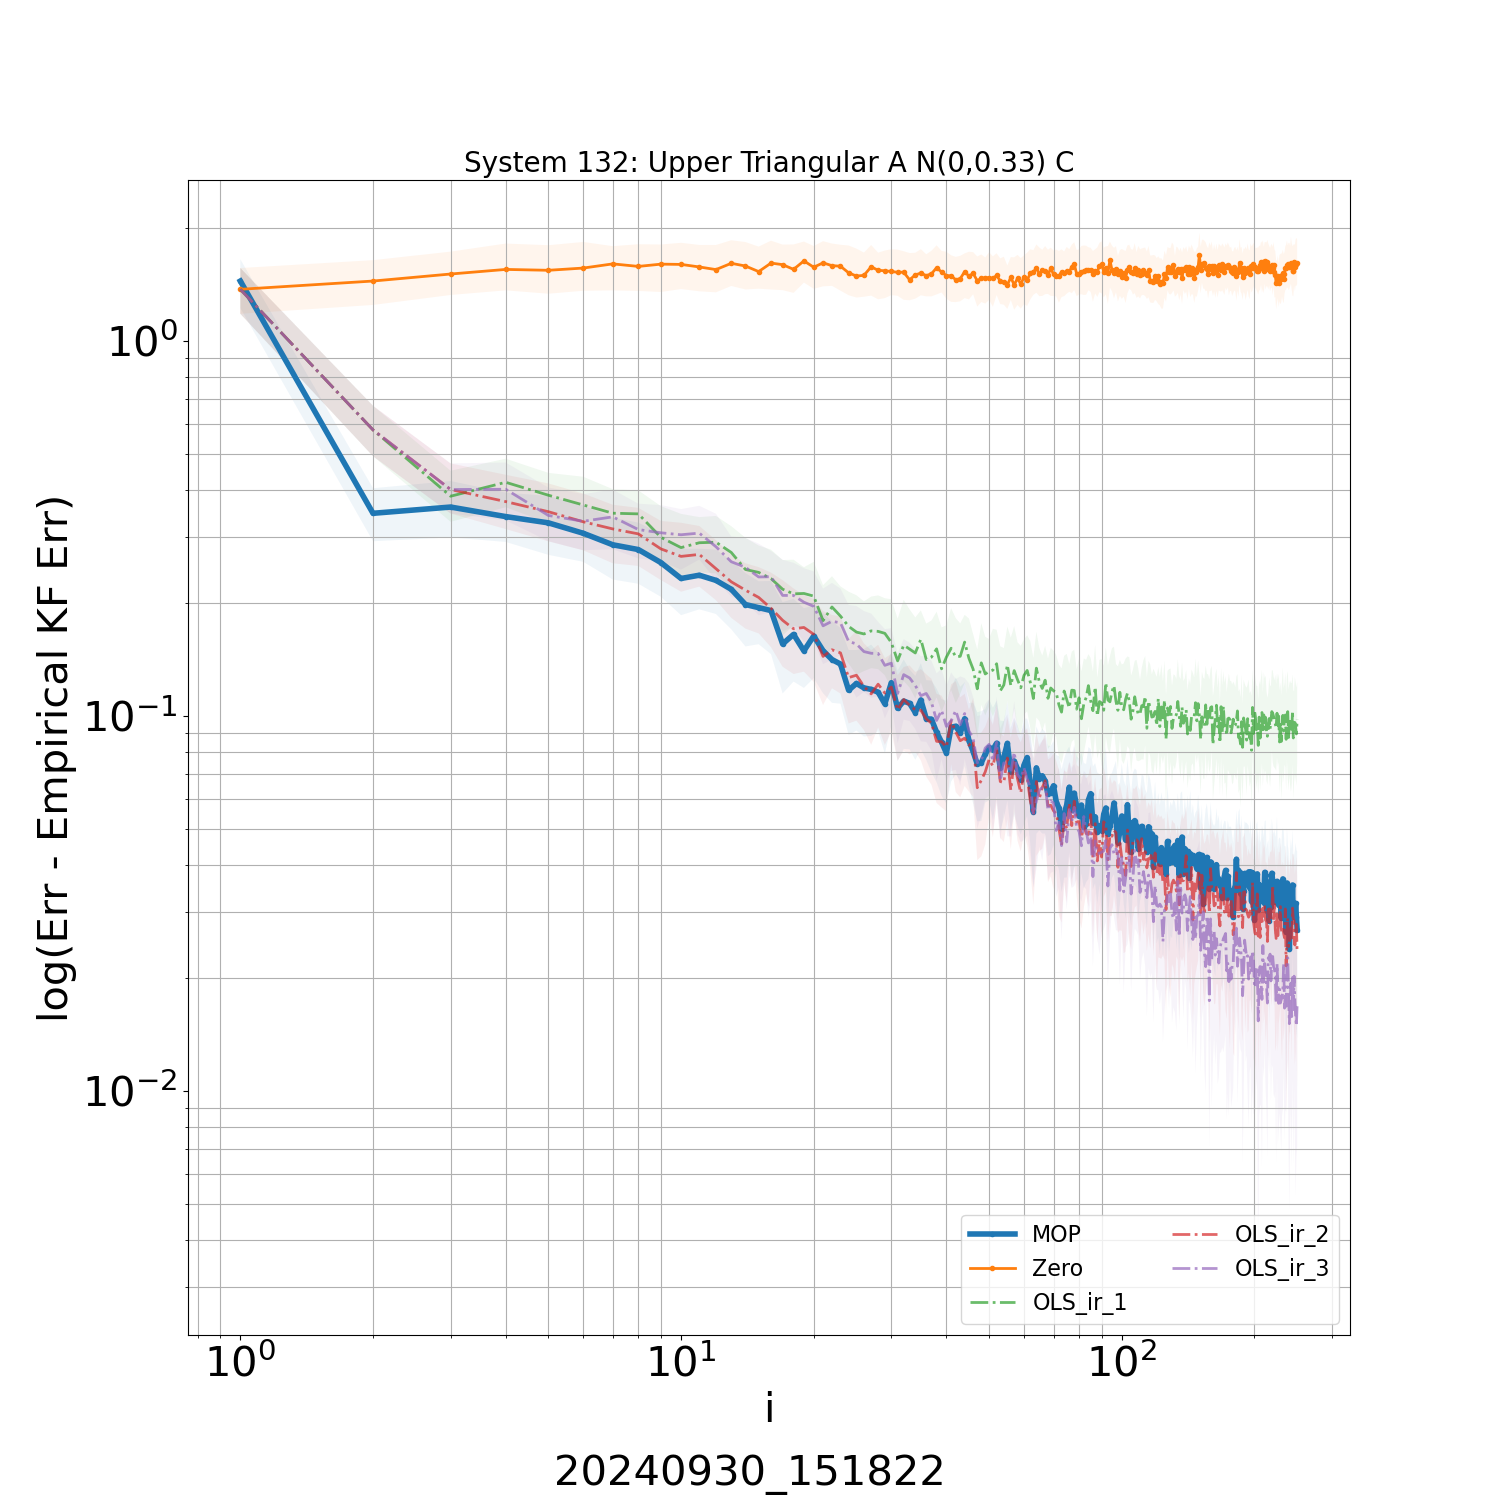 System 132: Upper Triangular A N(0,0.33) C
log(Err - Empirical KF Err)
10⁰
10⁻¹
10⁻²
MOP
Zero
OLS_ir_1
OLS_ir_2
OLS_ir_3
10⁰ 10¹ 10²
i
20240930_151822